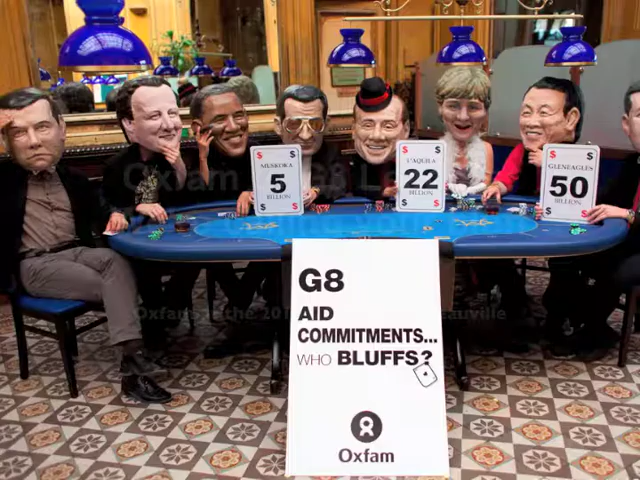 $ $
MUSKOKA
5
BILLION
$ $
$ $
L'AQUILA
22
BILLION
$ $
$ $
GLENEAGLES
50
BILLION
$ $
G8
AID
COMMITMENTS...
WHO BLUFFS?
Oxfam